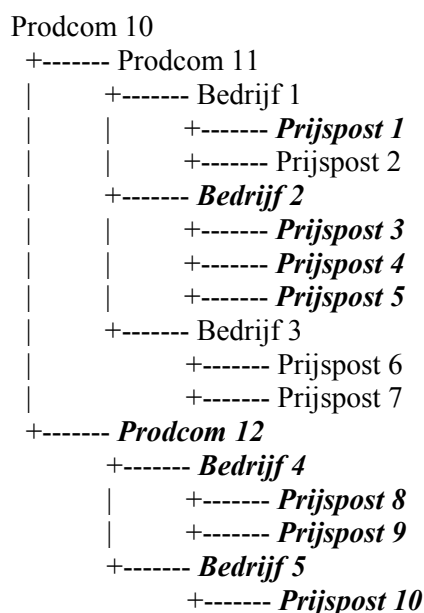 Prodcom 10
+------- Prodcom 11
|       +------- Bedrijf 1
|       |       +------- Prijspost 1
|       |       +------- Prijspost 2
|       +------- Bedrijf 2
|       |       +------- Prijspost 3
|       |       +------- Prijspost 4
|       |       +------- Prijspost 5
|       +------- Bedrijf 3
|               +------- Prijspost 6
|               +------- Prijspost 7
+------- Prodcom 12
        +------- Bedrijf 4
        |       +------- Prijspost 8
        |       +------- Prijspost 9
        +------- Bedrijf 5
                +------- Prijspost 10